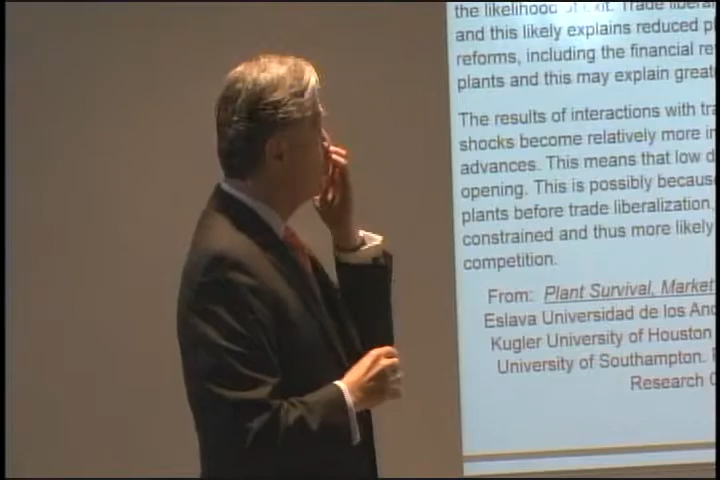 the likelihood of exit. Trade liberal
and this likely explains reduced p
reforms, including the financial re
plants and this may explain great
The results of interactions with tra
shocks become relatively more in
advances. This means that low d
opening. This is possibly because
plants before trade liberalization,
constrained and thus more likely
competition.
From: Plant Survival, Market
Eslava Universidad de los And
Kugler University of Houston
University of Southampton.
Research C